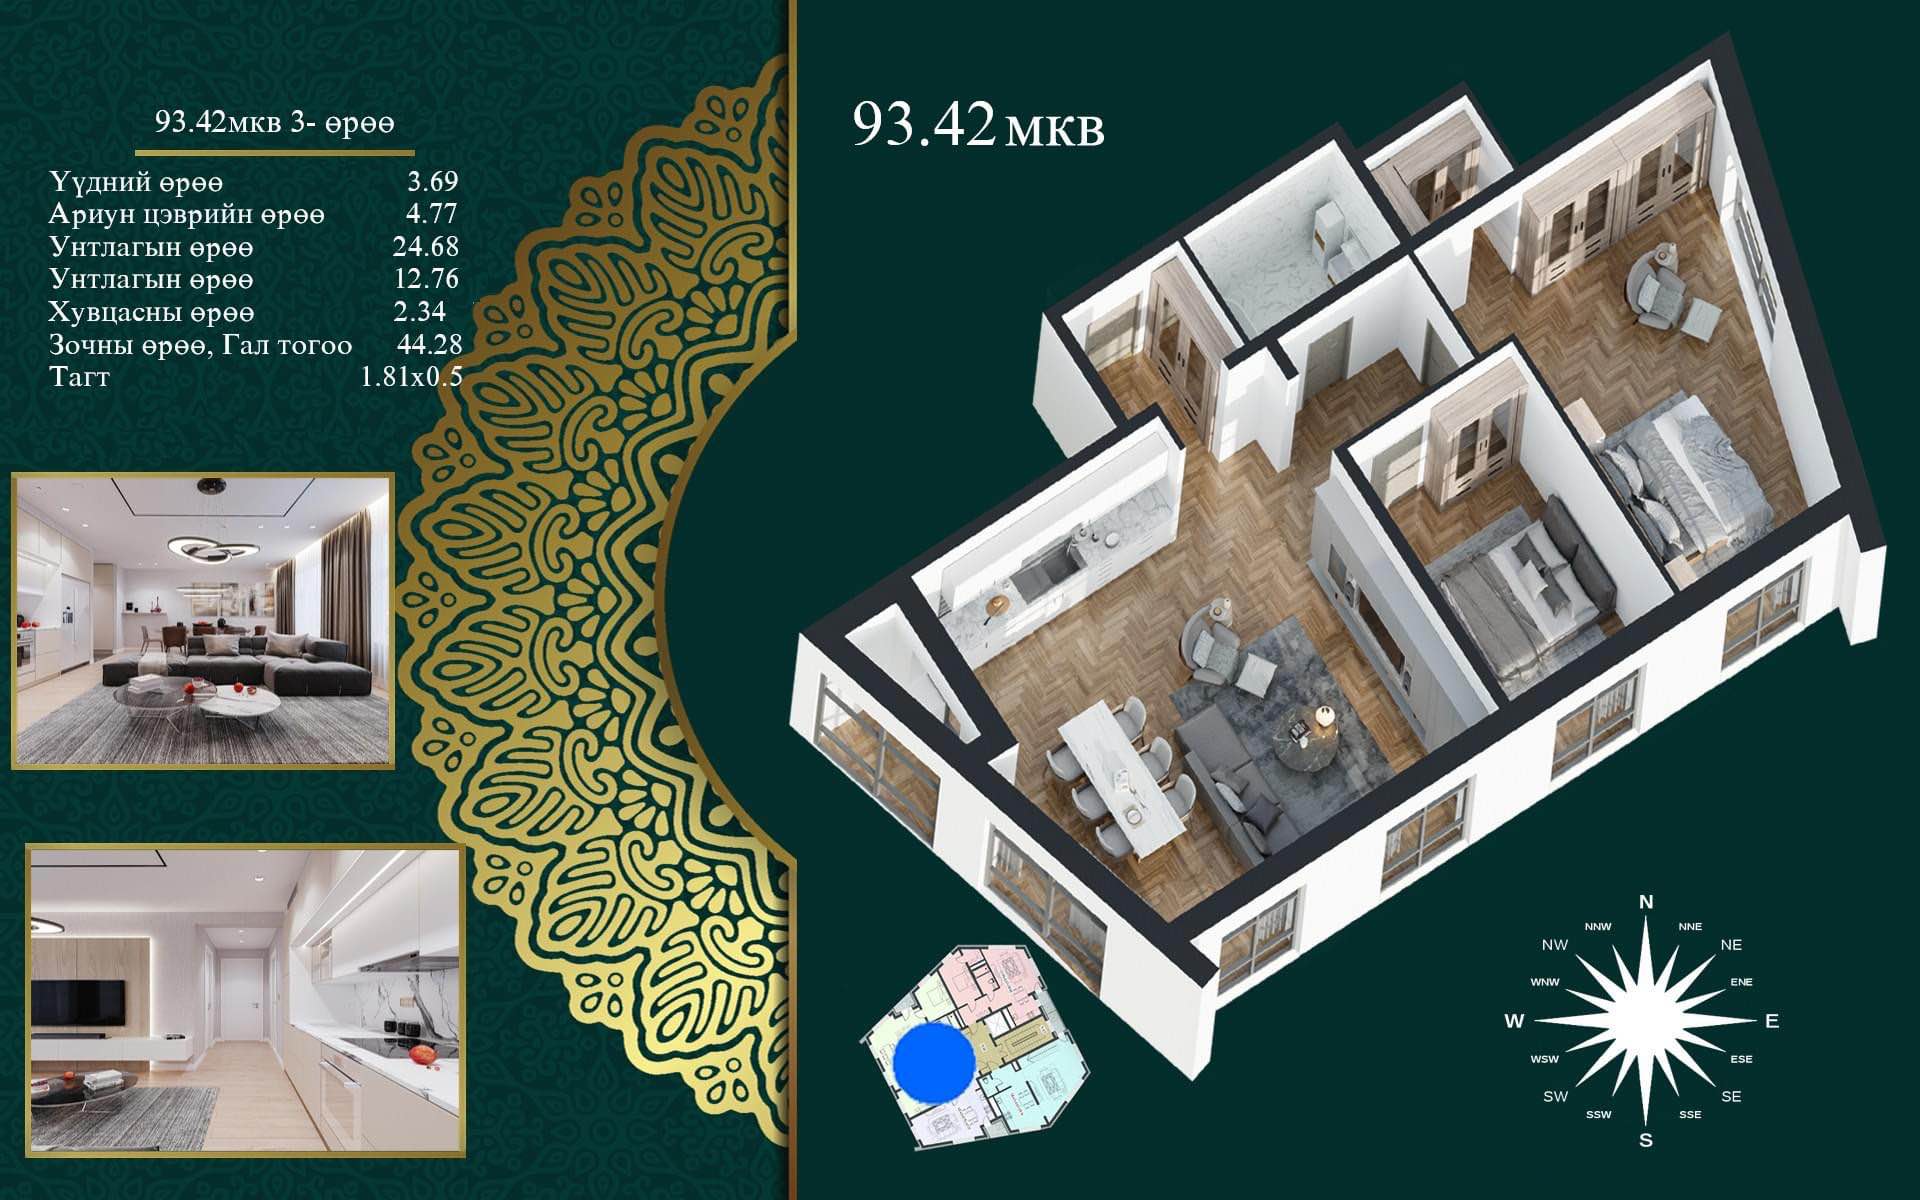 93.42мкв 3- өрөө
Үүдний өрөө 3.69
Ариун цэврийн өрөө 4.77
Унтлагын өрөө 24.68
Унтлагын өрөө 12.76
Хувцасны өрөө 2.34
Зочны өрөө, Гал тогоо 44.28
Тагт 1.81x0.5
93.42 мкв
N
NNW NNE
NW NE
WNW ENE
W E
WSW ESE
SW SE
SSW SSE
S